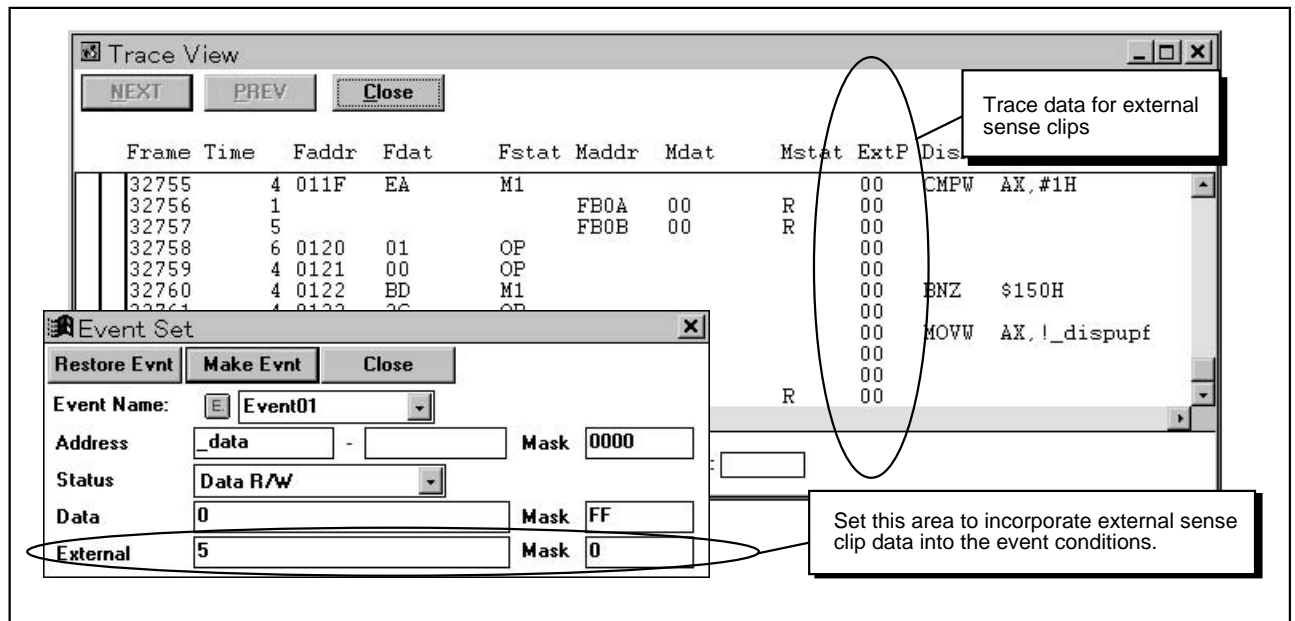 Trace View
NEXT PREV Close
Trace data for external
sense clips
Frame Time Faddr Fdat Fstat Maddr Mdat Mstat ExtP
32755 4 011F EA M1 00 CMPW AX,#1H
32756 1 FB0A 00 R 00
32757 5 FB0B 00 R 00
32758 6 0120 01 OP 00
32759 4 0121 00 OP 00
32760 4 0122 BD M1 00 BNZ $150H
00
00 MOVW AX,!_dispupf
00
00
R 00
Event Set
Restore Evnt Make Evnt Close
Event Name: E. Event01
Address _data - Mask 0000
Status Data R/W
Data 0 Mask FF
External 5 Mask 0
Set this area to incorporate external sense
clip data into the event conditions.